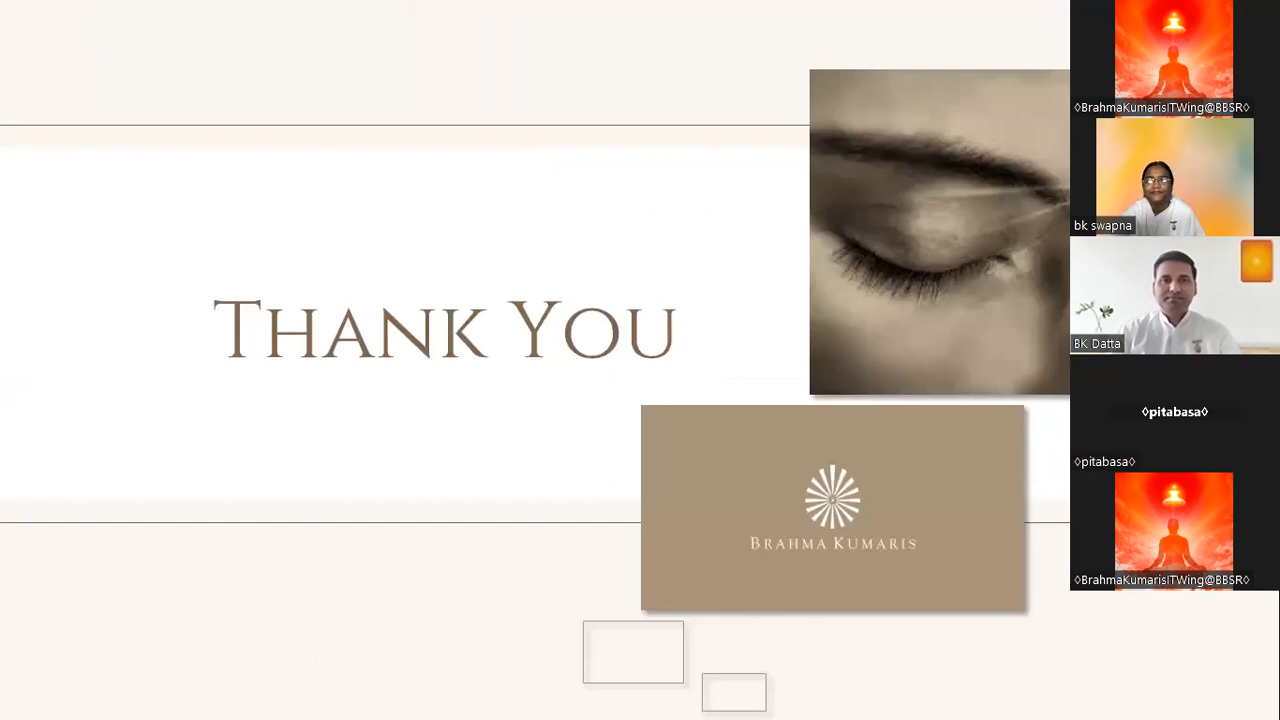 Thank You
Brahma Kumaris
◊BrahmaKumarisITWing@BBSR◊
bk swapna
BK Datta
◊pitabasa◊
◊pitabasa◊
◊BrahmaKumarisITWing@BBSR◊